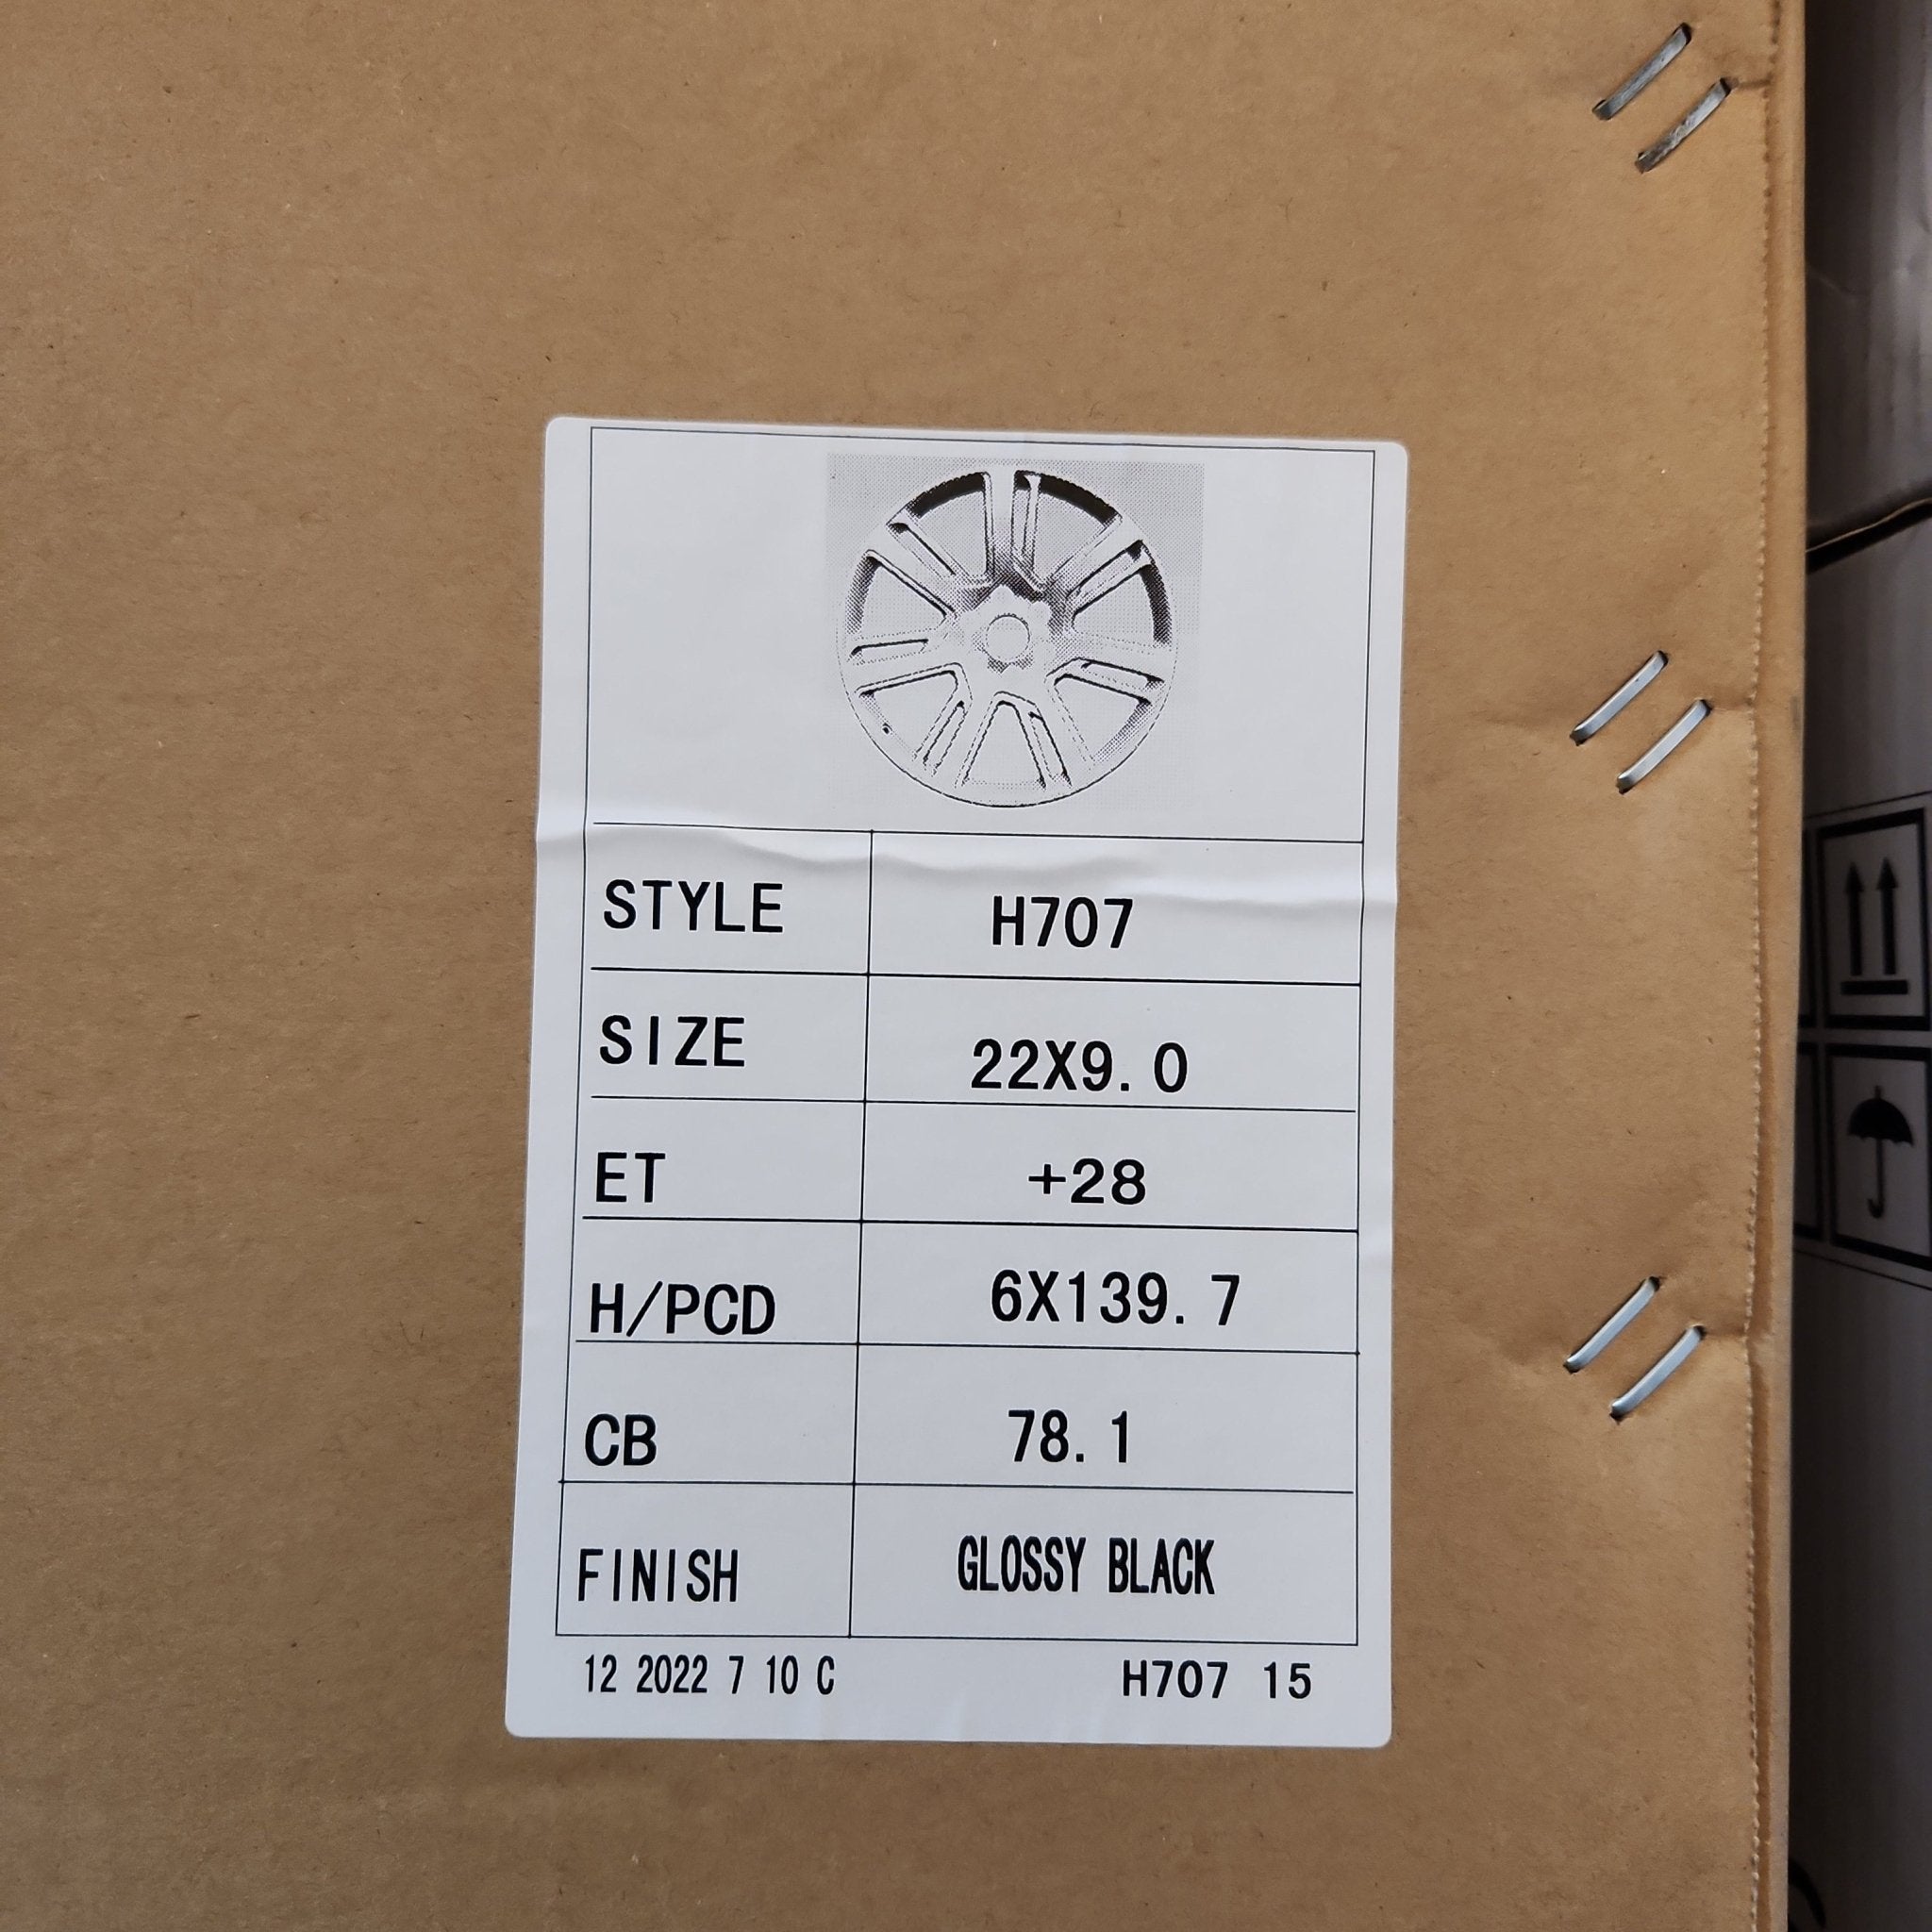 STYLE H707
SIZE 22X9.0
ET +28
H/PCD 6X139.7
CB 78.1
FINISH GLOSSY BLACK
12 2022 7 10 C H707 15